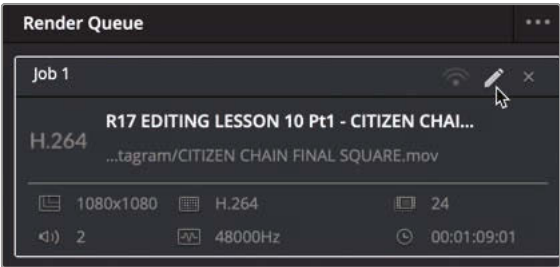 Render Queue
Job 1
R17 EDITING LESSON 10 Pt1 - CITIZEN CHAI...
H.264
...tagram/CITIZEN CHAIN FINAL SQUARE.mov
1080x1080 H.264 24
2 48000Hz 00:01:09:01